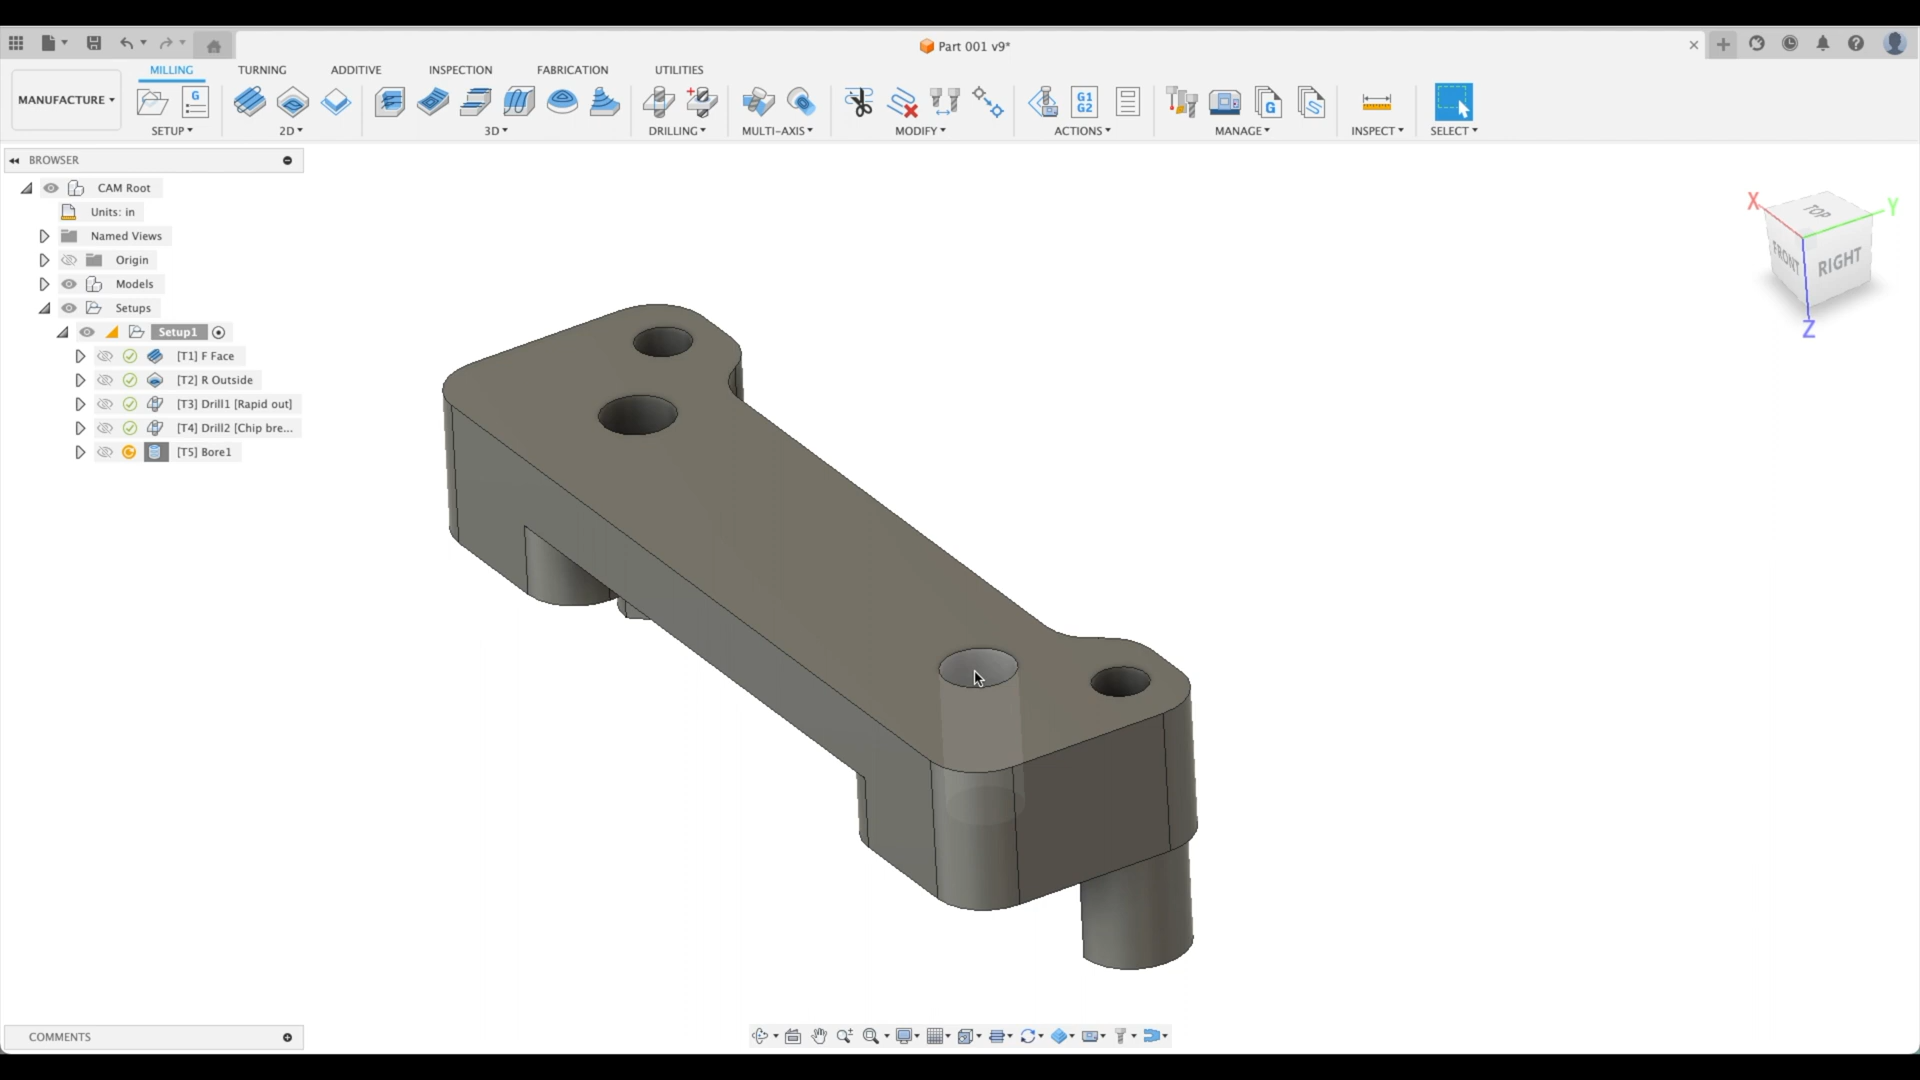 Part 001 v9*
MILLING TURNING ADDITIVE INSPECTION FABRICATION UTILITIES
MANUFACTURE
G G1 G2 G
SETUP 2D 3D DRILLING MULTI-AXIS MODIFY ACTIONS MANAGE INSPECT SELECT
BROWSER
CAM Root
Units: in
Named Views
Origin
Models
Setups
Setup1
[T1] F Face
[T2] R Outside
[T3] Drill1 [Rapid out]
[T4] Drill2 [Chip bre...
[T5] Bore1
X Y
TOP
FRONT RIGHT
Z
COMMENTS